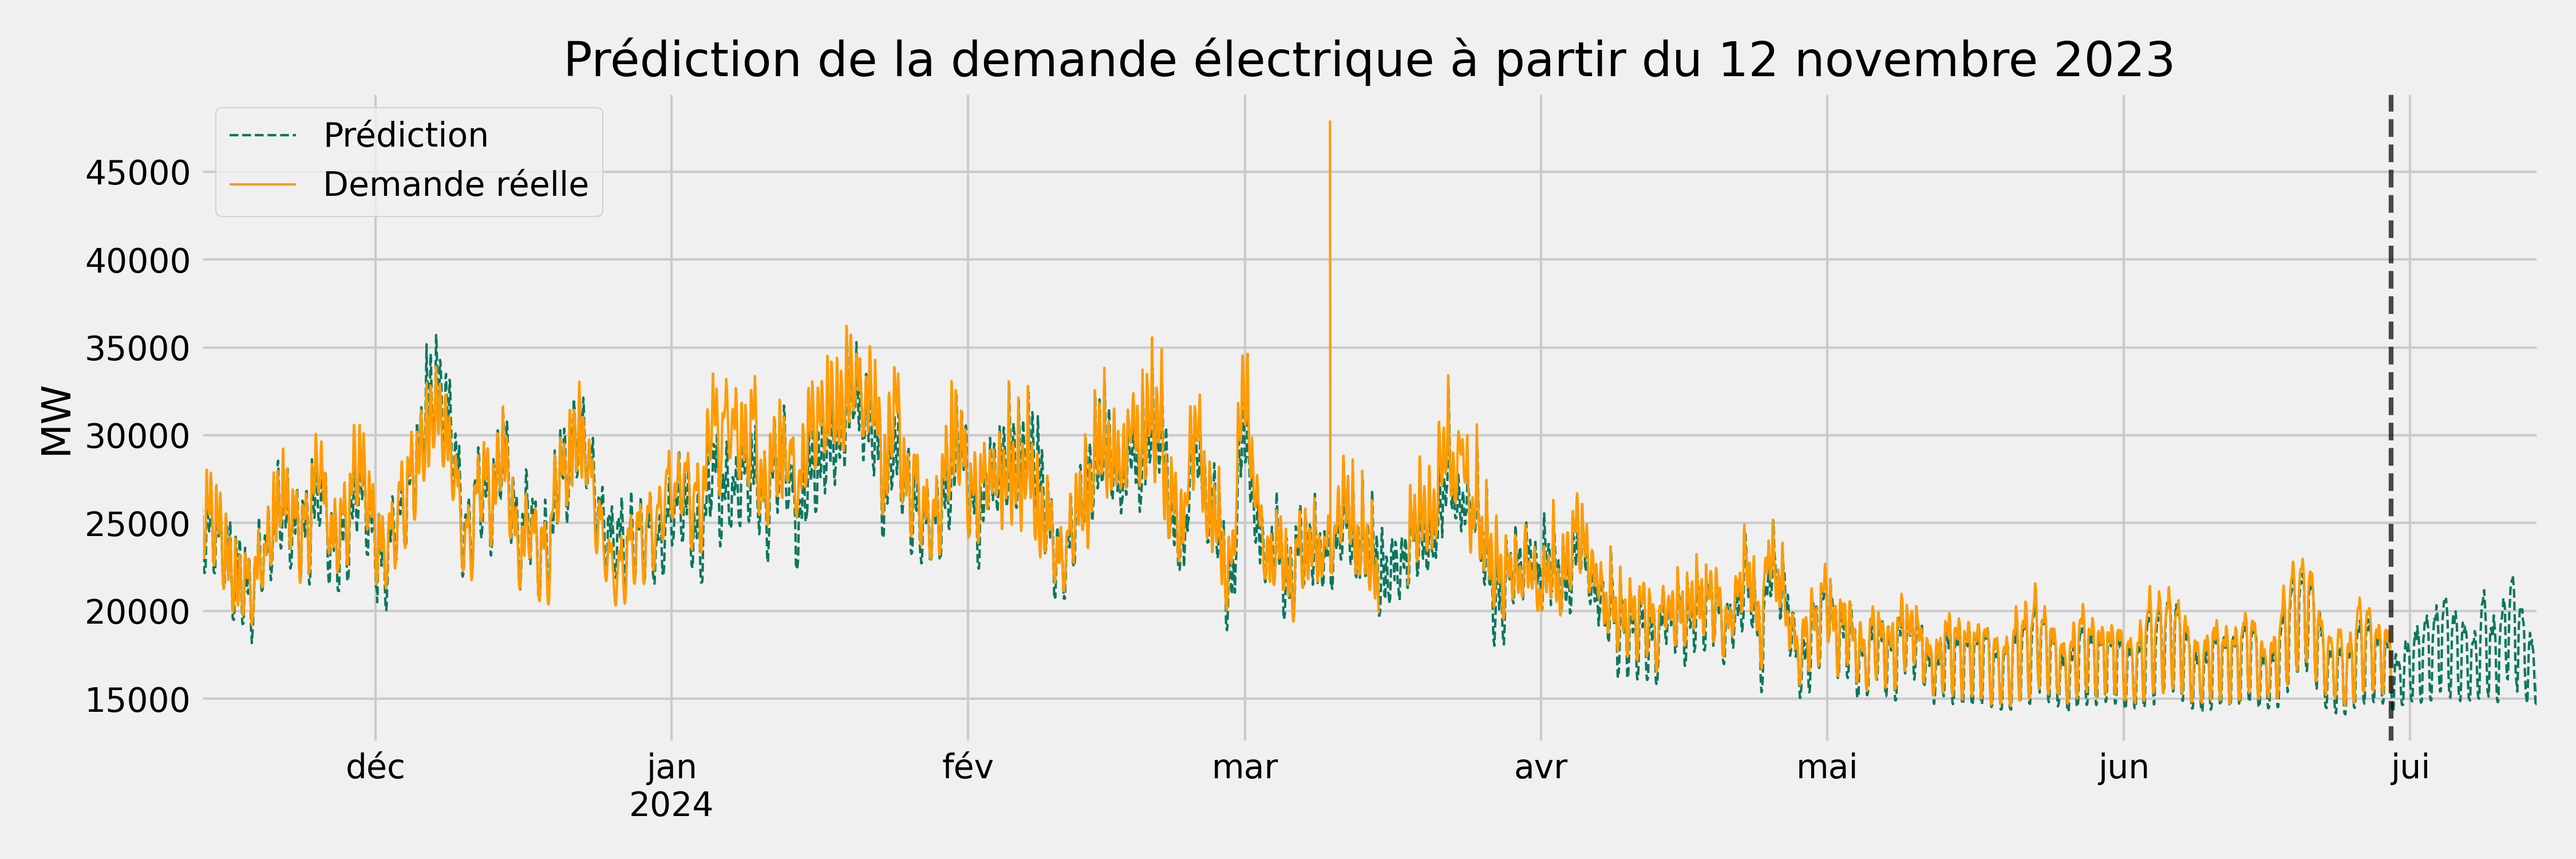 Prédiction de la demande électrique à partir du 12 novembre 2023
Prédiction
Demande réelle
MW
45000
40000
35000
30000
25000
20000
15000
déc
jan
fév
mar
avr
mai
jun
jui
2024